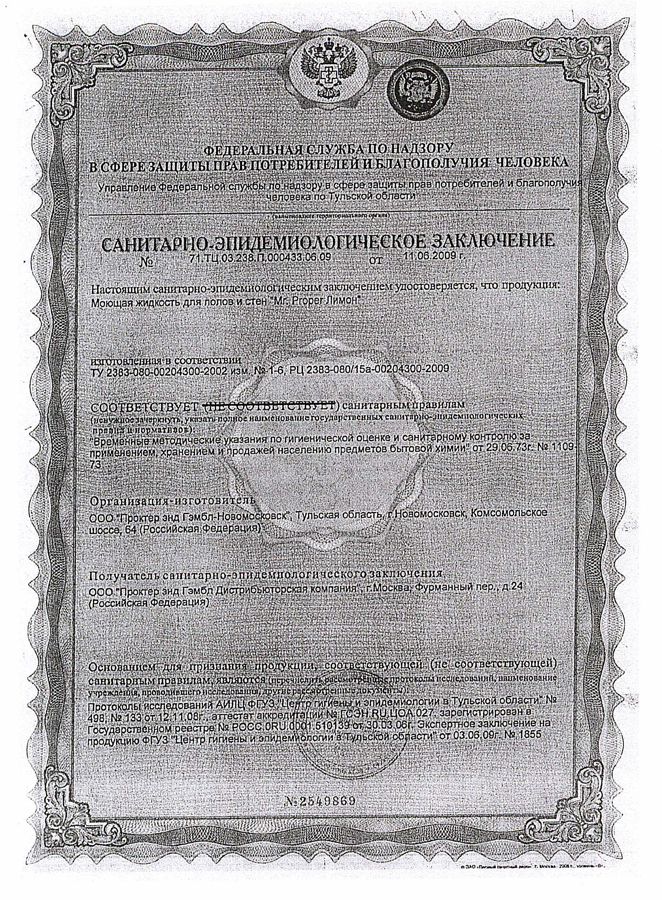 ФЕДЕРАЛЬНАЯ СЛУЖБА ПО НАДЗОРУ
В СФЕРЕ ЗАЩИТЫ ПРАВ ПОТРЕБИТЕЛЕЙ И БЛАГОПОЛУЧИЯ ЧЕЛОВЕКА
Управление Федеральной службы по надзору в сфере защиты прав потребителей и благополучия
человека по Тульской области
(наименование территориального органа)
САНИТАРНО-ЭПИДЕМИОЛОГИЧЕСКОЕ ЗАКЛЮЧЕНИЕ
№ 71.ТЦ.03.238.П.000433.06.09 от 11.06.2009 г.
Настоящим санитарно-эпидемиологическим заключением удостоверяется, что продукция:
Моющая жидкость для полов и стен "Mr. Proper Лимон"
изготовленная в соответствии
ТУ 2383-080-00204300-2002 изм. № 1-6, РЦ 2383-080/15а-00204300-2009
СООТВЕТСТВУЕТ (НЕ СООТВЕТСТВУЕТ) санитарным правилам
(ненужное зачеркнуть, указать полное наименование государственных санитарно-эпидемиологических
правил и нормативов):
"Временные методические указания по гигиенической оценке и санитарному контролю за
применением, хранением и продажей населению предметов бытовой химии" от 29.06.73г. № 1109-
73
Организация-изготовитель
ООО "Проктер энд Гэмбл-Новомосковск", Тульская область, г.Новомосковск, Комсомольское
шоссе, 64 (Российская Федерация)
Получатель санитарно-эпидемиологического заключения
ООО "Проктер энд Гэмбл Дистрибьюторская компания", г.Москва, Фурманный пер., д.24
(Российская Федерация)
Основанием для признания продукции, соответствующей (не соответствующей)
санитарным правилам, являются (перечислить рассмотренные протоколы исследований, наименование
учреждения, проводившего исследования, другие рассмотренные документы):
Протоколы исследований АИЛЦ ФГУЗ "Центр гигиены и эпидемиологии в Тульской области" №
498, № 133 от 12.11.08г., аттестат аккредитации № ГСЭН.RU.ЦОА.027, зарегистрирован в
Государственном реестре № РОСС.0RU 0001.510139 от 30.03.06г. Экспертное заключение на
продукцию ФГУЗ "Центр гигиены и эпидемиологии в Тульской области" от 03.06.09г. № 1855
№2549869